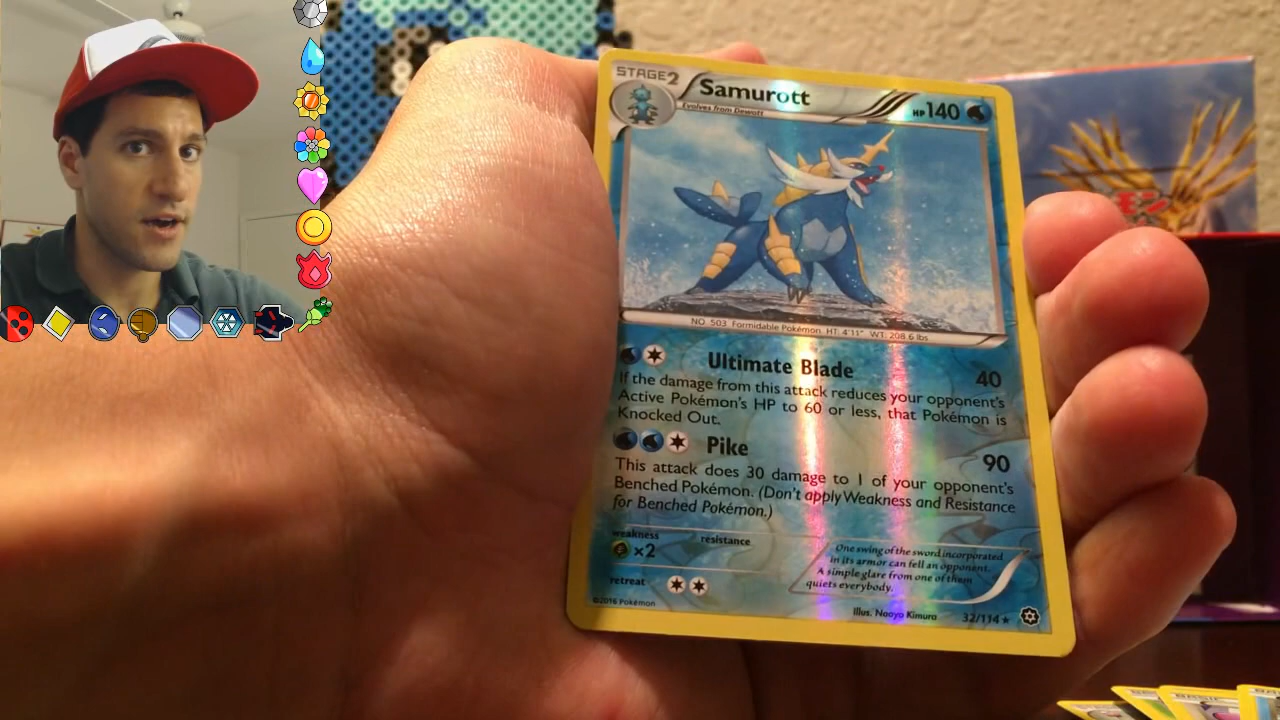 STAGE2 Samurott HP140
Evolves from Dewott
NO. 503 Formidable Pokémon. HT: 4'11" WT: 208.6 lbs
Ultimate Blade 40
If the damage from this attack reduces your opponent's
Active Pokémon's HP to 60 or less, that Pokémon is
Knocked Out.
Pike 90
This attack does 30 damage to 1 of your opponent's
Benched Pokémon. (Don't apply Weakness and Resistance
for Benched Pokémon.)
weakness resistance
×2
One swing of the sword incorporated
in its armor can fell an opponent.
A simple glare from one of them
quiets everybody.
retreat
©2016 Pokémon Illus. Naoyo Kimura 32/114 ★
モン
BASIC